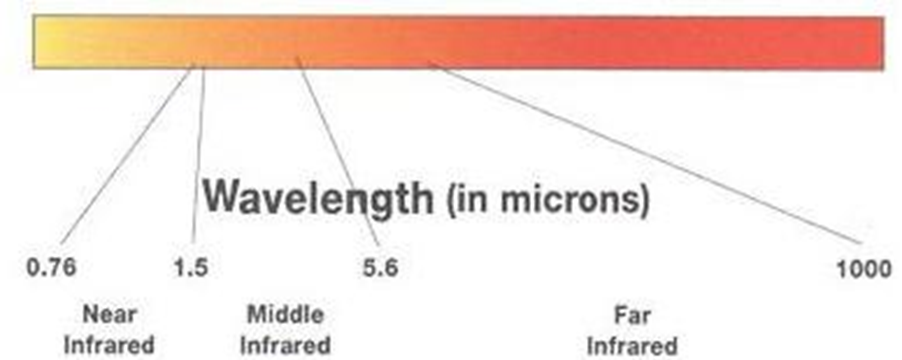 Wavelength (in microns)
0.76 1.5 5.6 1000
Near Middle Far
Infrared Infrared Infrared